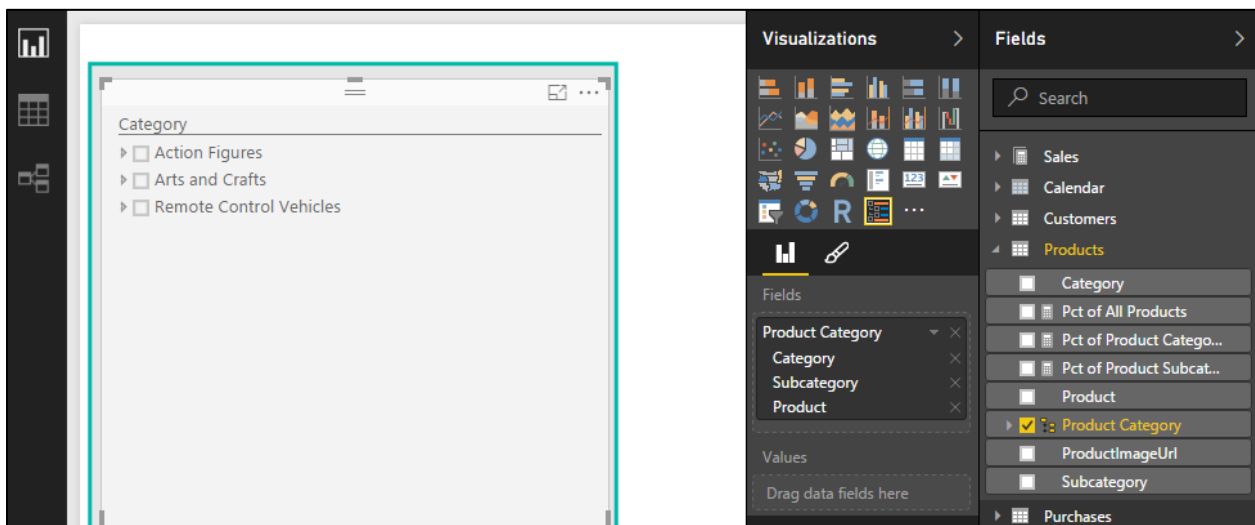 Category
Action Figures
Arts and Crafts
Remote Control Vehicles
Visualizations
123
R
Fields
Product Category
Category
Subcategory
Product
Values
Drag data fields here
Fields
Search
Sales
Calendar
Customers
Products
Category
Pct of All Products
Pct of Product Catego...
Pct of Product Subcat...
Product
Product Category
ProductImageUrl
Subcategory
Purchases